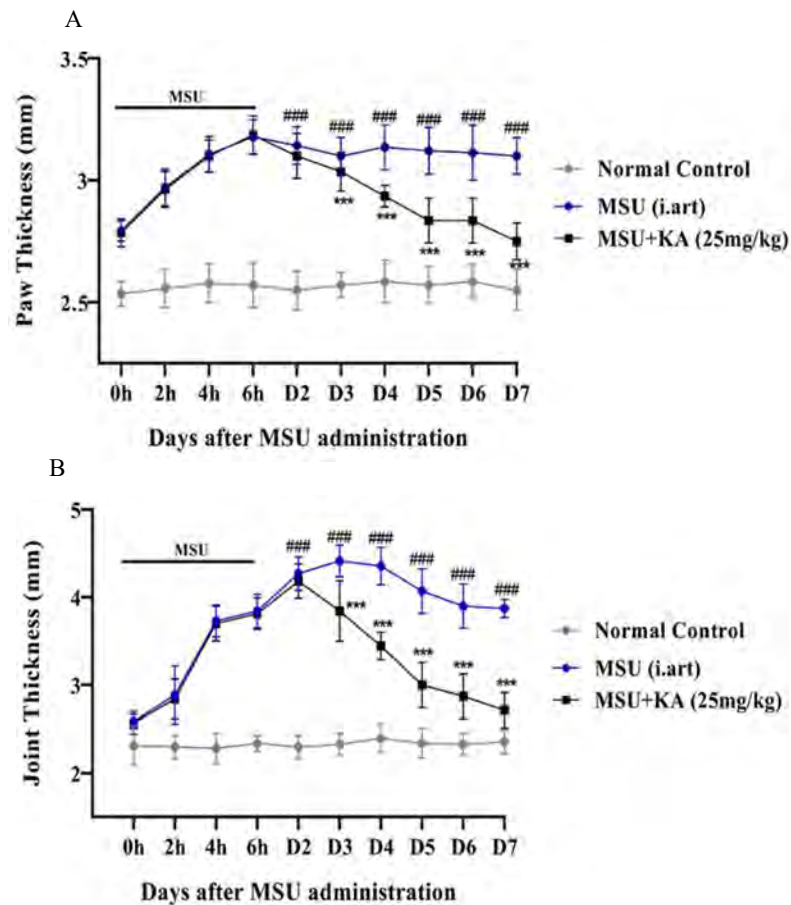 A
Paw Thickness (mm)
3.5
3
2.5
MSU
### ### ### ### ### ###
*** *** *** *** ***
0h 2h 4h 6h D2 D3 D4 D5 D6 D7
Days after MSU administration
Normal Control
MSU (i.art)
MSU+KA (25mg/kg)
B
Joint Thickness (mm)
5
4
3
2
MSU
### ### ### ### ### ###
*** *** *** *** ***
0h 2h 4h 6h D2 D3 D4 D5 D6 D7
Days after MSU administration
Normal Control
MSU (i.art)
MSU+KA (25mg/kg)